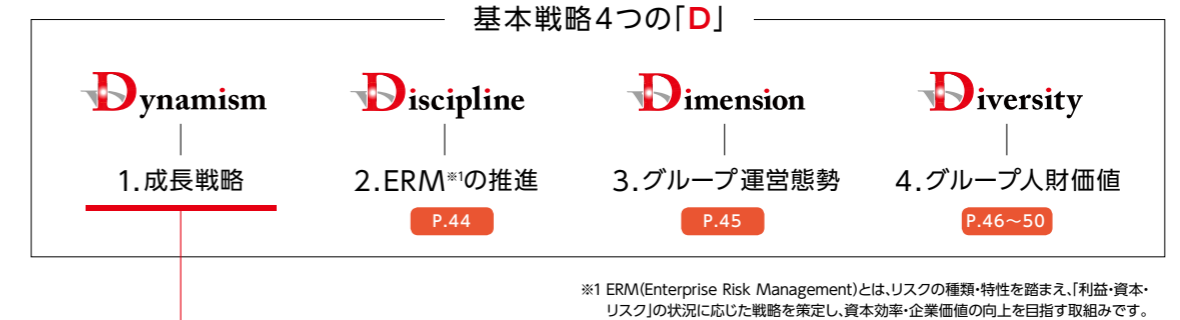 基本戦略4つの「D」
Dynamism
Discipline
Dimension
Diversity
1.成長戦略
2.ERM※1の推進
3.グループ運営態勢
4.グループ人財価値
P.44
P.45
P.46～50
※1 ERM(Enterprise Risk Management)とは、リスクの種類・特性を踏まえ、「利益・資本・
リスク」の状況に応じた戦略を策定し、資本効率・企業価値の向上を目指す取組みです。